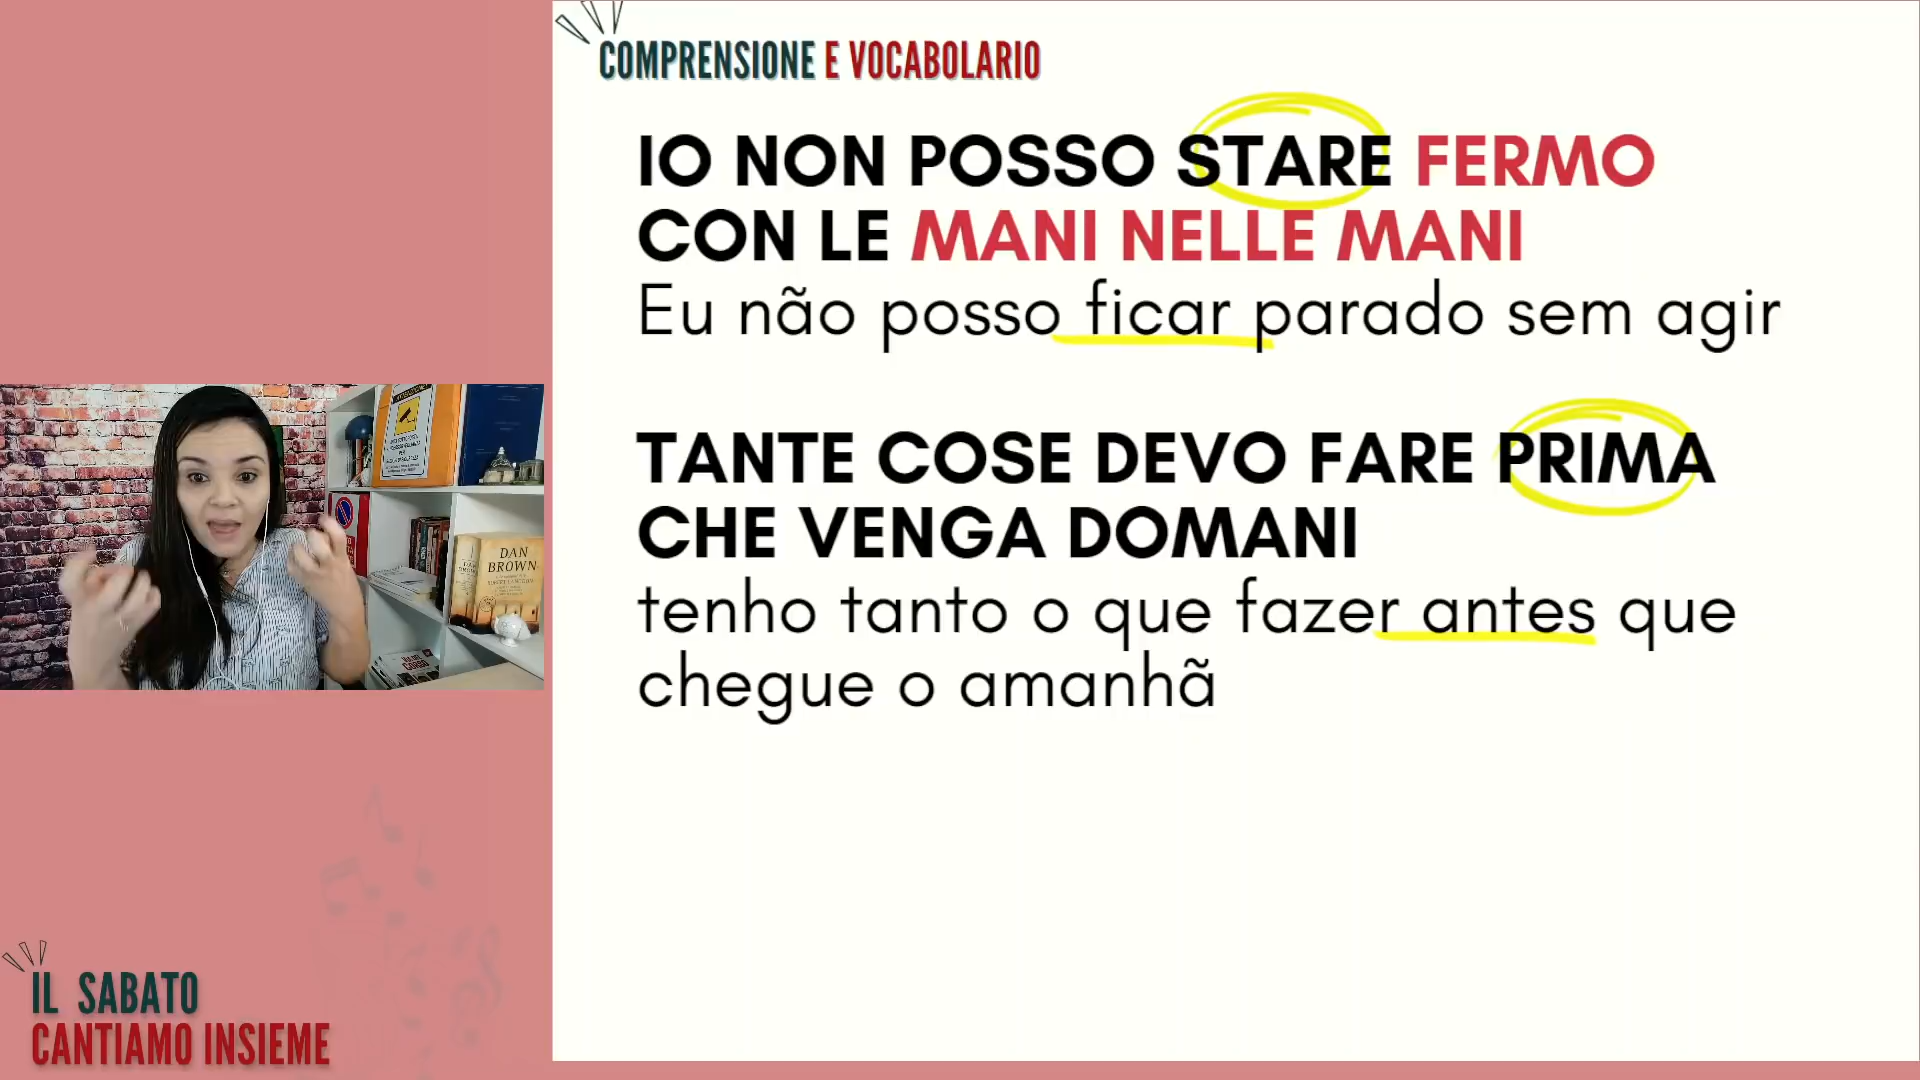 COMPRENSIONE E VOCABOLARIO
IO NON POSSO STARE FERMO
CON LE MANI NELLE MANI
Eu não posso ficar parado sem agir
TANTE COSE DEVO FARE PRIMA
CHE VENGA DOMANI
tenho tanto o que fazer antes que
chegue o amanhã
DAN
BROWN
IL SABATO
CANTIAMO INSIEME